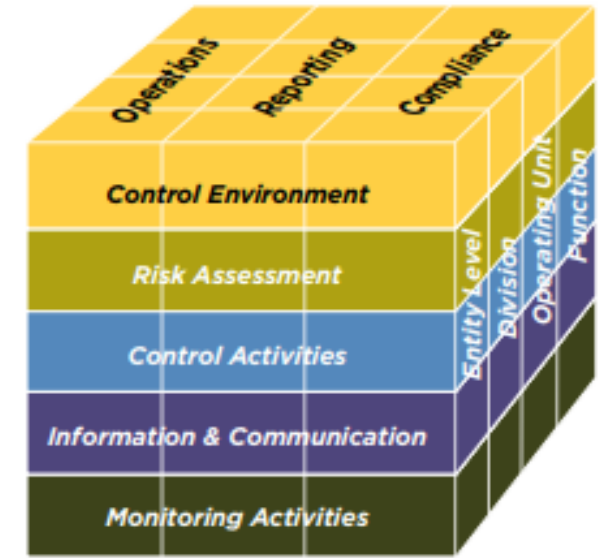 Operations
Reporting
Compliance
Control Environment
Risk Assessment
Control Activities
Information & Communication
Monitoring Activities
Entity Level
Division
Operating Unit
Function